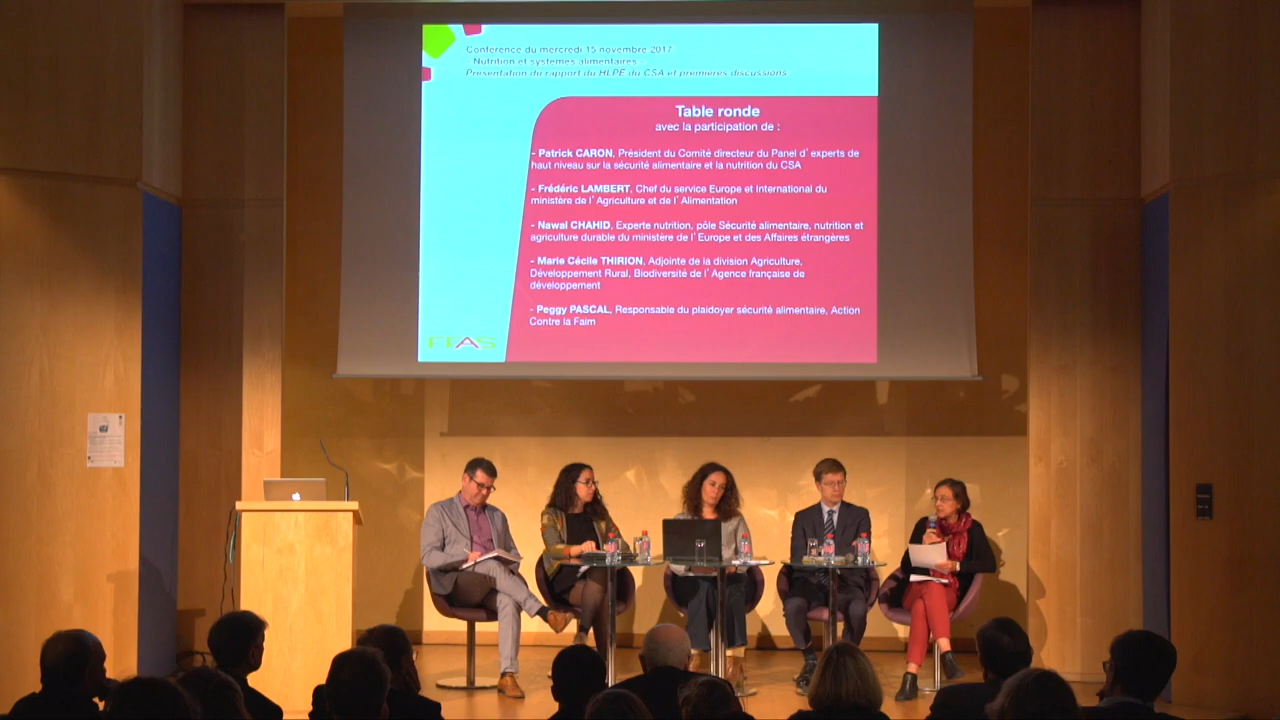 Conférence du mercredi 15 novembre 2017
- Nutrition et systèmes alimentaires -
Présentation du rapport du HLPE du CSA et premières discussions
Table ronde
avec la participation de :
- Patrick CARON, Président du Comité directeur du Panel d'experts de
haut niveau sur la sécurité alimentaire et la nutrition du CSA
- Frédéric LAMBERT, Chef du service Europe et International du
ministère de l'Agriculture et de l'Alimentation
- Nawal CHAHID, Experte nutrition, pôle Sécurité alimentaire, nutrition et
agriculture durable du ministère de l'Europe et des Affaires étrangères
- Marie Cécile THIRION, Adjointe de la division Agriculture,
Développement Rural, Biodiversité de l'Agence française de
développement
- Peggy PASCAL, Responsable du plaidoyer sécurité alimentaire, Action
Contre la Faim
FFAS